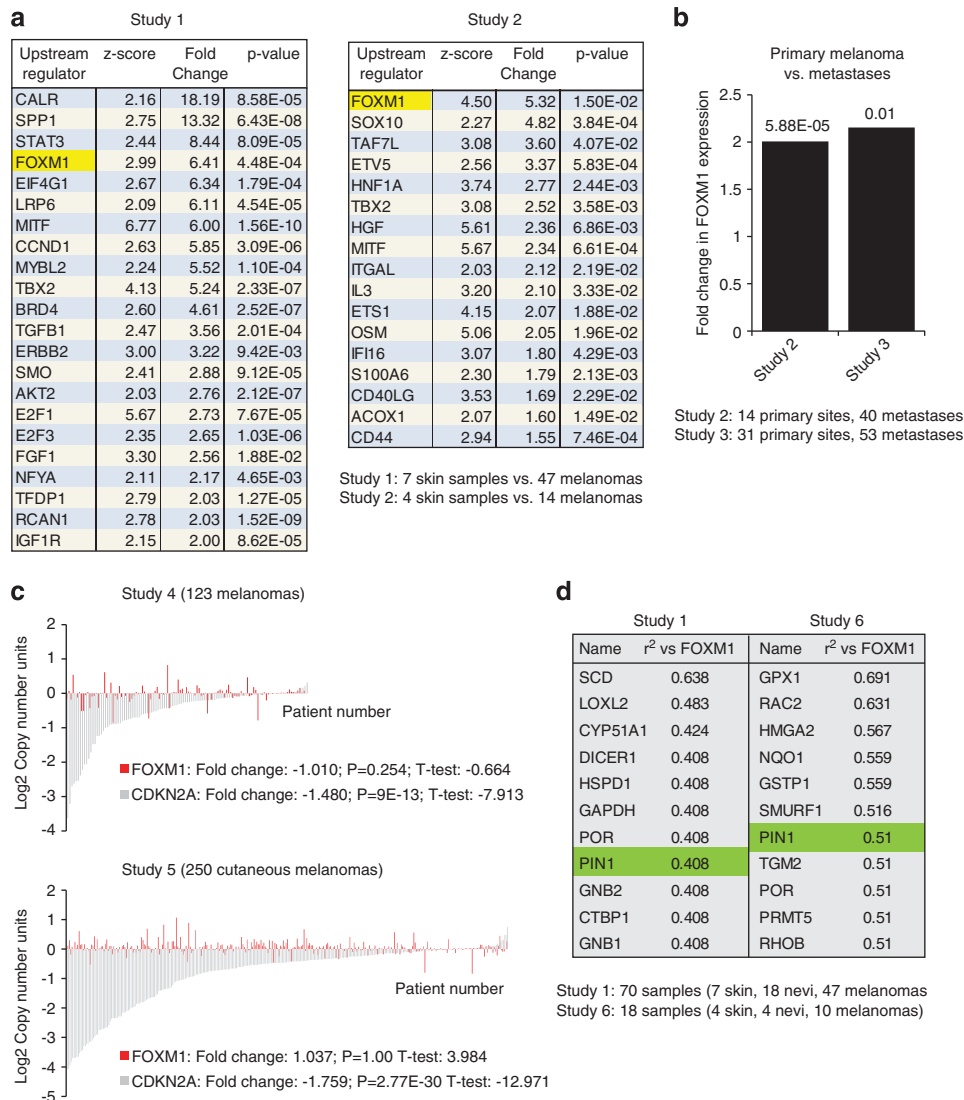 a
Study 1
Upstream regulator z-score Fold Change p-value
CALR 2.16 18.19 8.58E-05
SPP1 2.75 13.32 6.43E-08
STAT3 2.44 8.44 8.09E-05
FOXM1 2.99 6.41 4.48E-04
EIF4G1 2.67 6.34 1.79E-04
LRP6 2.09 6.11 4.54E-05
MITF 6.77 6.00 1.56E-10
CCND1 2.63 5.85 3.09E-06
MYBL2 2.24 5.52 1.10E-04
TBX2 4.13 5.24 2.33E-07
BRD4 2.60 4.61 2.52E-07
TGFB1 2.47 3.56 2.01E-04
ERBB2 3.00 3.22 9.42E-03
SMO 2.41 2.88 9.12E-05
AKT2 2.03 2.76 2.12E-07
E2F1 5.67 2.73 7.67E-05
E2F3 2.35 2.65 1.03E-06
FGF1 3.30 2.56 1.88E-02
NFYA 2.11 2.17 4.65E-03
TFDP1 2.79 2.03 1.27E-05
RCAN1 2.78 2.03 1.52E-09
IGF1R 2.15 2.00 8.62E-05
Study 2
Upstream regulator z-score Fold Change p-value
FOXM1 4.50 5.32 1.50E-02
SOX10 2.27 4.82 3.84E-04
TAF7L 3.08 3.60 4.07E-02
ETV5 2.56 3.37 5.83E-04
HNF1A 3.74 2.77 2.44E-03
TBX2 3.08 2.52 3.58E-03
HGF 5.61 2.36 6.86E-03
MITF 5.67 2.34 6.61E-04
ITGAL 2.03 2.12 2.19E-02
IL3 3.20 2.10 3.33E-02
ETS1 4.15 2.07 1.88E-02
OSM 5.06 2.05 1.96E-02
IFI16 3.07 1.80 4.29E-03
S100A6 2.30 1.79 2.13E-03
CD40LG 3.53 1.69 2.29E-02
ACOX1 2.07 1.60 1.49E-02
CD44 2.94 1.55 7.46E-04
Study 1: 7 skin samples vs. 47 melanomas
Study 2: 4 skin samples vs. 14 melanomas
b
Primary melanoma
vs. metastases
Fold change in FOXM1 expression
2.5
2
1.5
1
0.5
0
5.88E-05
0.01
Study 2
Study 3
Study 2: 14 primary sites, 40 metastases
Study 3: 31 primary sites, 53 metastases
c
Study 4 (123 melanomas)
Log2 Copy number units
2
1
0
-1
-2
-3
-4
Patient number
FOXM1: Fold change: -1.010; P=0.254; T-test: -0.664
CDKN2A: Fold change: -1.480; P=9E-13; T-test: -7.913
Study 5 (250 cutaneous melanomas)
Log2 Copy number units
2
1
0
-1
-2
-3
-4
-5
Patient number
FOXM1: Fold change: 1.037; P=1.00 T-test: 3.984
CDKN2A: Fold change: -1.759; P=2.77E-30 T-test: -12.971
d
Study 1 Study 6
Name r² vs FOXM1 Name r² vs FOXM1
SCD 0.638 GPX1 0.691
LOXL2 0.483 RAC2 0.631
CYP51A1 0.424 HMGA2 0.567
DICER1 0.408 NQO1 0.559
HSPD1 0.408 GSTP1 0.559
GAPDH 0.408 SMURF1 0.516
POR 0.408 PIN1 0.51
PIN1 0.408 TGM2 0.51
GNB2 0.408 POR 0.51
CTBP1 0.408 PRMT5 0.51
GNB1 0.408 RHOB 0.51
Study 1: 70 samples (7 skin, 18 nevi, 47 melanomas
Study 6: 18 samples (4 skin, 4 nevi, 10 melanomas)